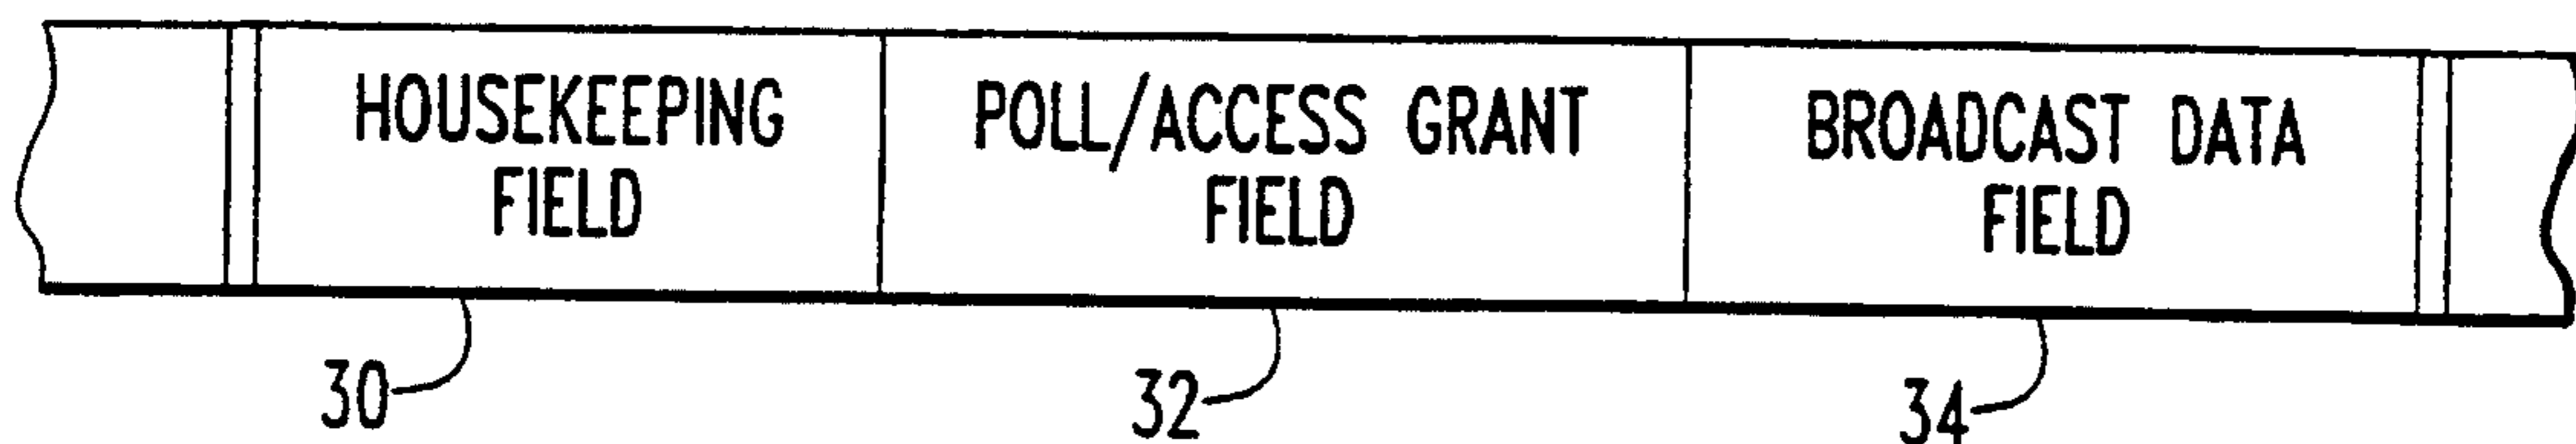 HOUSEKEEPING
FIELD
POLL/ACCESS GRANT
FIELD
BROADCAST DATA
FIELD
30
32
34